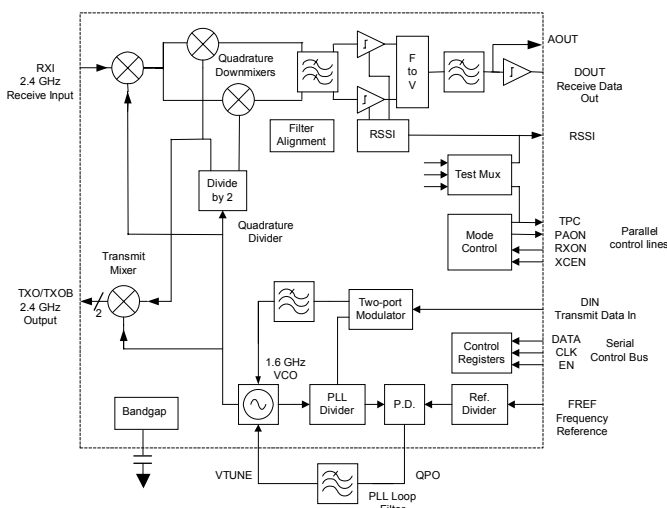 RXI
2.4 GHz
Receive Input
Quadrature
Downmixers
F
to
V
AOUT
DOUT
Receive Data
Out
Filter
Alignment
RSSI
RSSI
Test Mux
Divide
by 2
Quadrature
Divider
Mode
Control
TPC
PAON
RXON
XCEN
Parallel
control lines
Transmit
Mixer
TXO/TXOB
2.4 GHz
Output
2
Two-port
Modulator
DIN
Transmit Data In
Control
Registers
DATA
CLK
EN
Serial
Control Bus
1.6 GHz
VCO
PLL
Divider
P.D.
Ref.
Divider
FREF
Frequency
Reference
Bandgap
VTUNE
QPO
PLL Loop
Filter